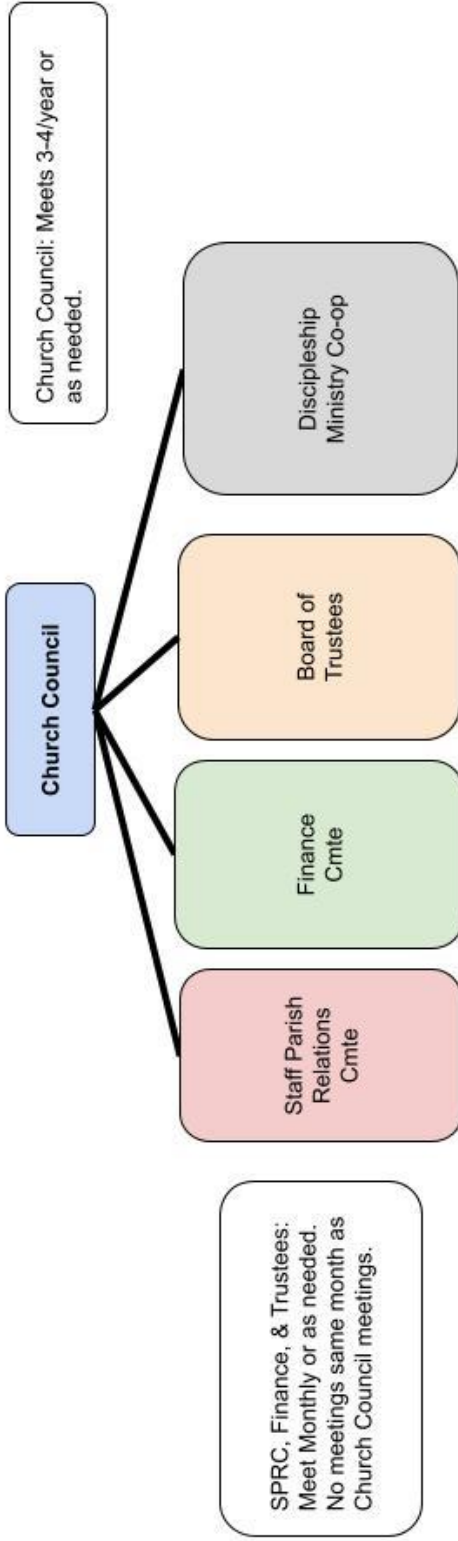 Church Council
Church Council: Meets 3-4/year or
as needed.
SPRC, Finance, & Trustees:
Meet Monthly or as needed.
No meetings same month as
Church Council meetings.
Staff Parish
Relations
Cmte
Finance
Cmte
Board of
Trustees
Discipleship
Ministry Co-op